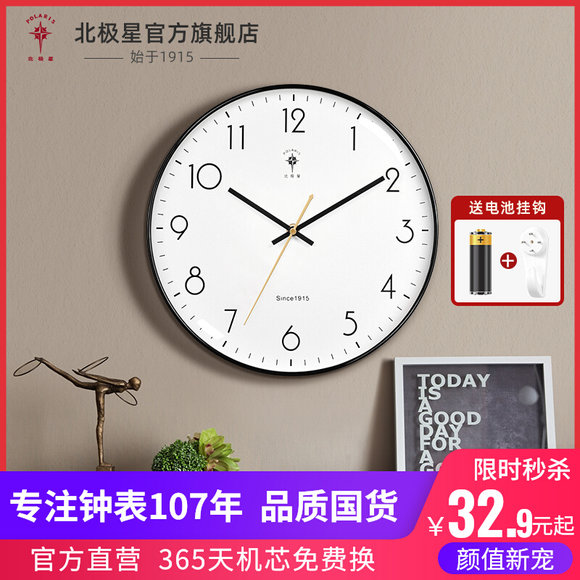 POLARIS
北极星
北极星官方旗舰店
始于1915
12
1
2
3
4
5
6
7
8
9
10
11
POLARIS
北极星
Since1915
送电池挂钩
+
TODAY
IS
A
GOOD
DAY
FOR
A
GOO
专注钟表107年 品质国货
限时秒杀
¥32.9元起
官方直营 365天机芯免费换
颜值新宠